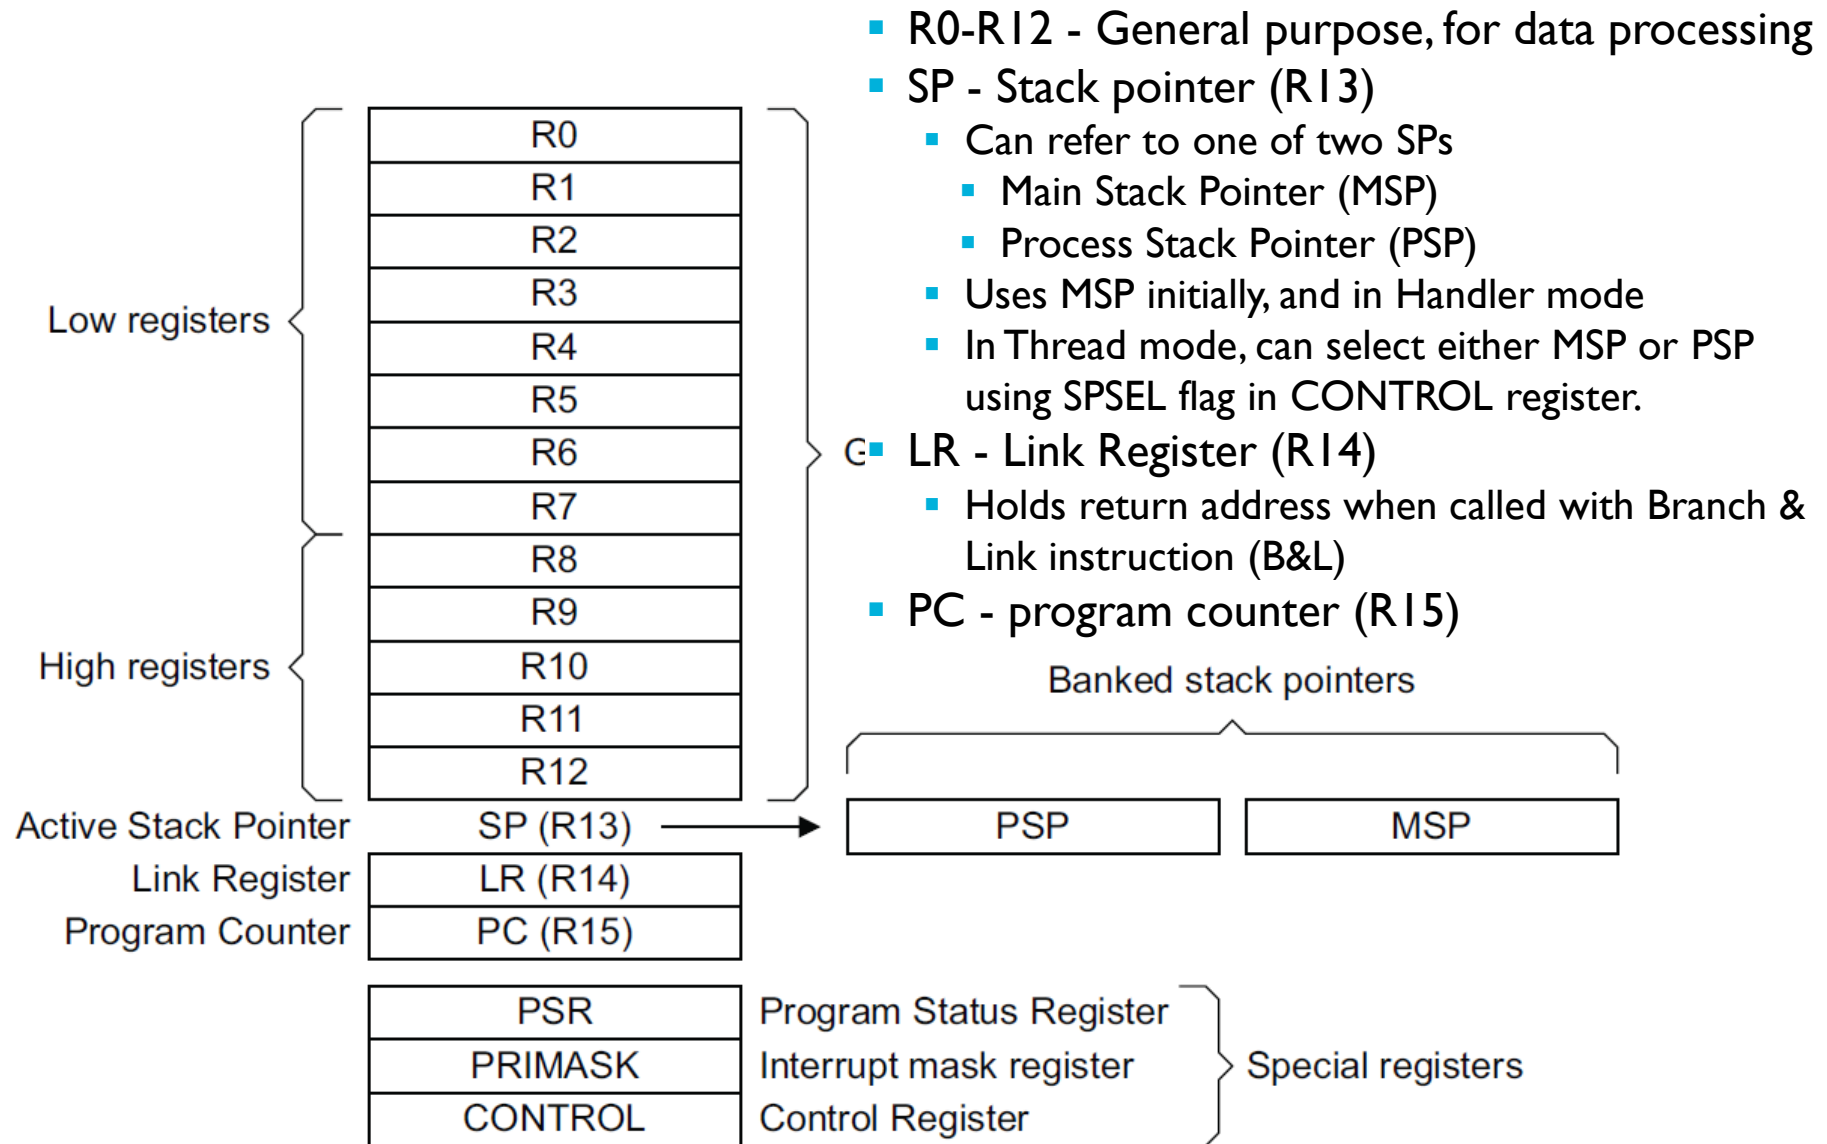 R0-R12 - General purpose, for data processing
SP - Stack pointer (R13)
Can refer to one of two SPs
Main Stack Pointer (MSP)
Process Stack Pointer (PSP)
Uses MSP initially, and in Handler mode
In Thread mode, can select either MSP or PSP
using SPSEL flag in CONTROL register.
LR - Link Register (R14)
Holds return address when called with Branch &
Link instruction (B&L)
PC - program counter (R15)
Low registers
High registers
R0
R1
R2
R3
R4
R5
R6
R7
R8
R9
R10
R11
R12
Banked stack pointers
Active Stack Pointer SP (R13) PSP MSP
Link Register LR (R14)
Program Counter PC (R15)
PSR Program Status Register
PRIMASK Interrupt mask register
CONTROL Control Register
Special registers